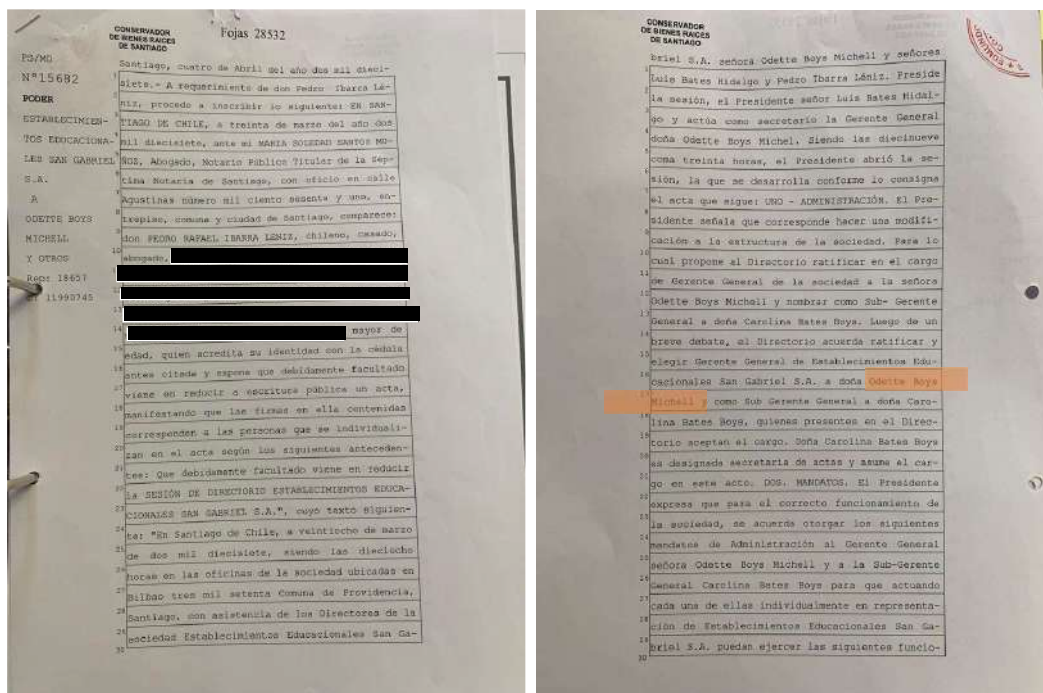 CONSERVADOR
DE BIENES RAICES
DE SANTIAGO
Fojas 28532
PS/MG
N°15682
PODER
ESTABLECIMIEN-
TOS EDUCACIONA-
LES SAN GABRIEL
S.A.
A
ODETTE BOYS
MICHELL
Y OTROS
Rep: 18657
11990745
Santiago, cuatro de Abril del año dos mil dieci-
siete.- A requerimiento de don Pedro Ibarra Lé-
niz, procedo a inscribir lo siguiente: EN SAN-
TIAGO DE CHILE, a treinta de marzo del año dos
mil diecisiete, ante mi MARIA SOLEDAD SANTOS MU-
ÑOZ, Abogado, Notario Público Titular de la Sép-
tima Notaria de Santiago, con oficio en calle
Agustinas número mil ciento sesenta y uno, en-
trepiso, comuna y ciudad de Santiago, comparece:
don PEDRO RAFAEL IBARRA LENIZ, chileno, casado,
abogado,
mayor de
edad, quien acredita su identidad con la cédula
antes citada y expone que debidamente facultado
viene en reducir a escritura pública un acta,
manifestando que las firmas en ella contenidas
corresponden a las personas que se individuali-
zan en el acta según los siguientes anteceden-
tes: Que debidamente facultado viene en reducir
la SESIÓN DE DIRECTORIO ESTABLECIMIENTOS EDUCA-
CIONALES SAN GABRIEL S.A.", cuyo texto siguien-
te: "En Santiago de Chile, a veintiocho de marzo
de dos mil diecisiete, siendo las dieciocho
horas en las oficinas de la sociedad ubicadas en
Bilbao tres mil setenta Comuna de Providencia,
Santiago, con asistencia de los Directores de la
sociedad Establecimientos Educacionales San Ga-
CONSERVADOR
DE BIENES RAICES
DE SANTIAGO
briel S.A. señora Odette Boys Michell y señores
Luis Bates Hidalgo y Pedro Ibarra Léniz. Preside
la sesión, el Presidente señor Luis Bates Hidal-
go y actúa como secretario la Gerente General
doña Odette Boys Michel. Siendo las diecinueve
coma treinta horas, el Presidente abrió la se-
sión, la que se desarrolla conforme lo consigna
el acta que sigue: UNO - ADMINISTRACIÓN. El Pre-
sidente señala que corresponde hacer una modifi-
cación a la estructura de la sociedad. Para lo
cual propone al Directorio ratificar en el cargo
de Gerente General de la sociedad a la señora
Odette Boys Michell y nombrar como Sub- Gerente
General a doña Carolina Bates Boys. Luego de un
breve debate, el Directorio acuerda ratificar y
elegir Gerente General de Establecimientos Edu-
cacionales San Gabriel S.A. a doña Odette Boys
Michell y como Sub Gerente General a doña Caro-
lina Bates Boys, quienes presentes en el Direc-
torio aceptan el cargo. Doña Carolina Bates Boys
es designada secretaria de actas y asume el car-
go en este acto. DOS. MANDATOS. El Presidente
expresa que para el correcto funcionamiento de
la sociedad, se acuerda otorgar los siguientes
mandatos de Administración al Gerente General
señora Odette Boys Michell y a la Sub-Gerente
General Carolina Bates Boys para que actuando
cada una de ellas individualmente en representa-
ción de Establecimientos Educacionales San Ga-
briel S.A. puedan ejercer las siguientes funcio-